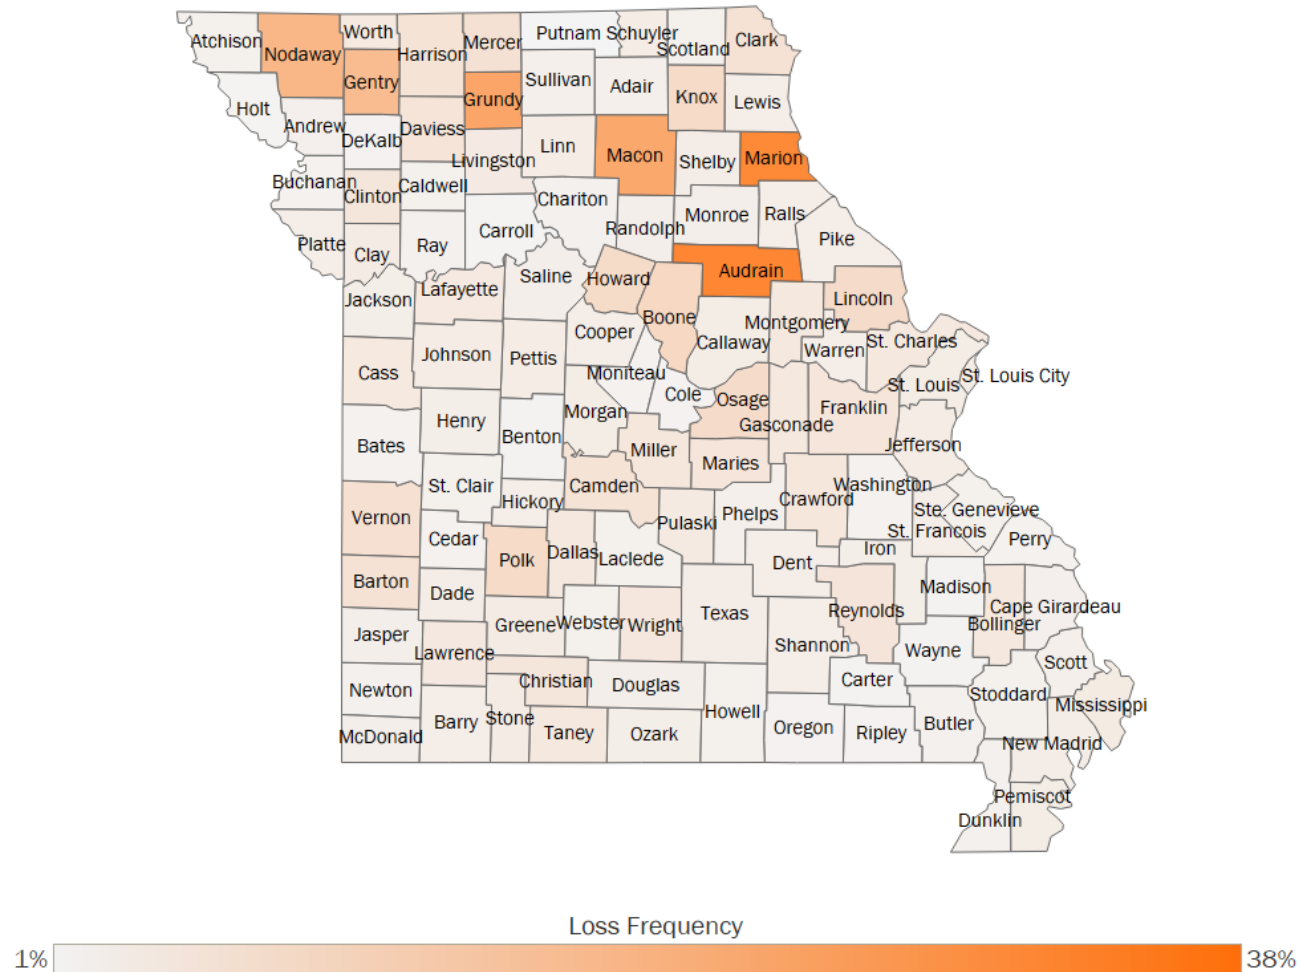 Atchison
Nodaway
Worth
Harrison
Mercer
Putnam
Schuyler
Scotland
Clark
Gentry
Grundy
Sullivan
Adair
Knox
Lewis
Holt
Andrew
DeKalb
Daviess
Livingston
Linn
Macon
Shelby
Marion
Buchanan
Clinton
Caldwell
Chariton
Randolph
Monroe
Ralls
Platte
Clay
Ray
Carroll
Pike
Saline
Howard
Audrain
Jackson
Lafayette
Boone
Lincoln
Cooper
Callaway
Montgomery
Warren
St. Charles
Cass
Johnson
Pettis
Moniteau
Cole
St. Louis
St. Louis City
Henry
Morgan
Osage
Gasconade
Franklin
Bates
Benton
Miller
Maries
Jefferson
St. Clair
Hickory
Camden
Crawford
Washington
Vernon
Pulaski
Phelps
Ste. Genevieve
St. Francois
Cedar
Polk
Dallas
Laclede
Dent
Iron
Perry
Barton
Dade
Texas
Reynolds
Madison
Cape Girardeau
Bollinger
Jasper
Greene
Webster
Wright
Lawrence
Shannon
Wayne
Scott
Newton
Christian
Douglas
Carter
Stoddard
Mississippi
McDonald
Barry
Stone
Taney
Ozark
Howell
Oregon
Ripley
Butler
New Madrid
Pemiscot
Dunklin
Loss Frequency
1%
38%